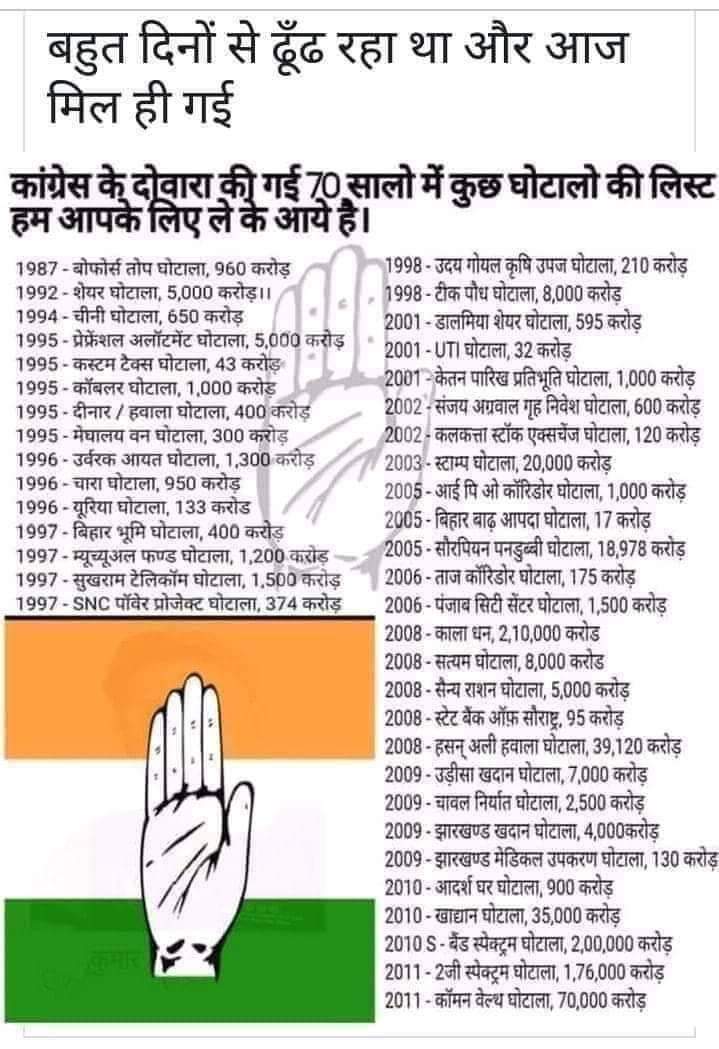 बहुत दिनों से ढूँढ रहा था और आज
मिल ही गई
कांग्रेस के दोवारा की गई 70 सालो में कुछ घोटालो की लिस्ट
हम आपके लिए ले के आये है।
1987 - बोफोर्स तोप घोटाला, 960 करोड़
1992 - शेयर घोटाला, 5,000 करोड़।।
1994 - चीनी घोटाला, 650 करोड़
1995 - प्रेफ्रेंशल अलॉटमेंट घोटाला, 5,000 करोड़
1995 - कस्टम टैक्स घोटाला, 43 करोड़
1995 - कॉबलर घोटाला, 1,000 करोड़
1995 - दीनार / हवाला घोटाला, 400 करोड़
1995 - मेघालय वन घोटाला, 300 करोड़
1996 - उर्वरक आयत घोटाला, 1,300 करोड़
1996 - चारा घोटाला, 950 करोड़
1996 - यूरिया घोटाला, 133 करोड
1997 - बिहार भूमि घोटाला, 400 करोड़
1997 - म्यूच्यूअल फण्ड घोटाला, 1,200 करोड़
1997 - सुखराम टेलिकॉम घोटाला, 1,500 करोड़
1997 - SNC पॉवेर प्रोजेक्ट घोटाला, 374 करोड़
1998 - उदय गोयल कृषि उपज घोटाला, 210 करोड़
1998 - टीक पौध घोटाला, 8,000 करोड़
2001 - डालमिया शेयर घोटाला, 595 करोड़
2001 - UTI घोटाला, 32 करोड़
2001 - केतन पारिख प्रतिभूति घोटाला, 1,000 करोड़
2002 - संजय अग्रवाल गृह निवेश घोटाला, 600 करोड़
2002 - कलकत्ता स्टॉक एक्सचेंज घोटाला, 120 करोड़
2003 - स्टाम्प घोटाला, 20,000 करोड़
2005 - आई पि ओ कॉरिडोर घोटाला, 1,000 करोड़
2005 - बिहार बाढ़ आपदा घोटाला, 17 करोड़
2005 - सौरपियन पनडुब्बी घोटाला, 18,978 करोड़
2006 - ताज कॉरिडोर घोटाला, 175 करोड़
2006 - पंजाब सिटी सेंटर घोटाला, 1,500 करोड़
2008 - काला धन, 2,10,000 करोड
2008 - सत्यम घोटाला, 8,000 करोड
2008 - सैन्य राशन घोटाला, 5,000 करोड़
2008 - स्टेट बैंक ऑफ़ सौराष्ट्र, 95 करोड़
2008 - हसन् अली हवाला घोटाला, 39,120 करोड़
2009 - उड़ीसा खदान घोटाला, 7,000 करोड़
2009 - चावल निर्यात घोटाला, 2,500 करोड़
2009 - झारखण्ड खदान घोटाला, 4,000करोड़
2009 - झारखण्ड मेडिकल उपकरण घोटाला, 130 करोड़
2010 - आदर्श घर घोटाला, 900 करोड़
2010 - खाद्यान घोटाला, 35,000 करोड़
2010 S - बैंड स्पेक्ट्रम घोटाला, 2,00,000 करोड़
2011 - 2जी स्पेक्ट्रम घोटाला, 1,76,000 करोड़
2011 - कॉमन वेल्थ घोटाला, 70,000 करोड़
कुमार